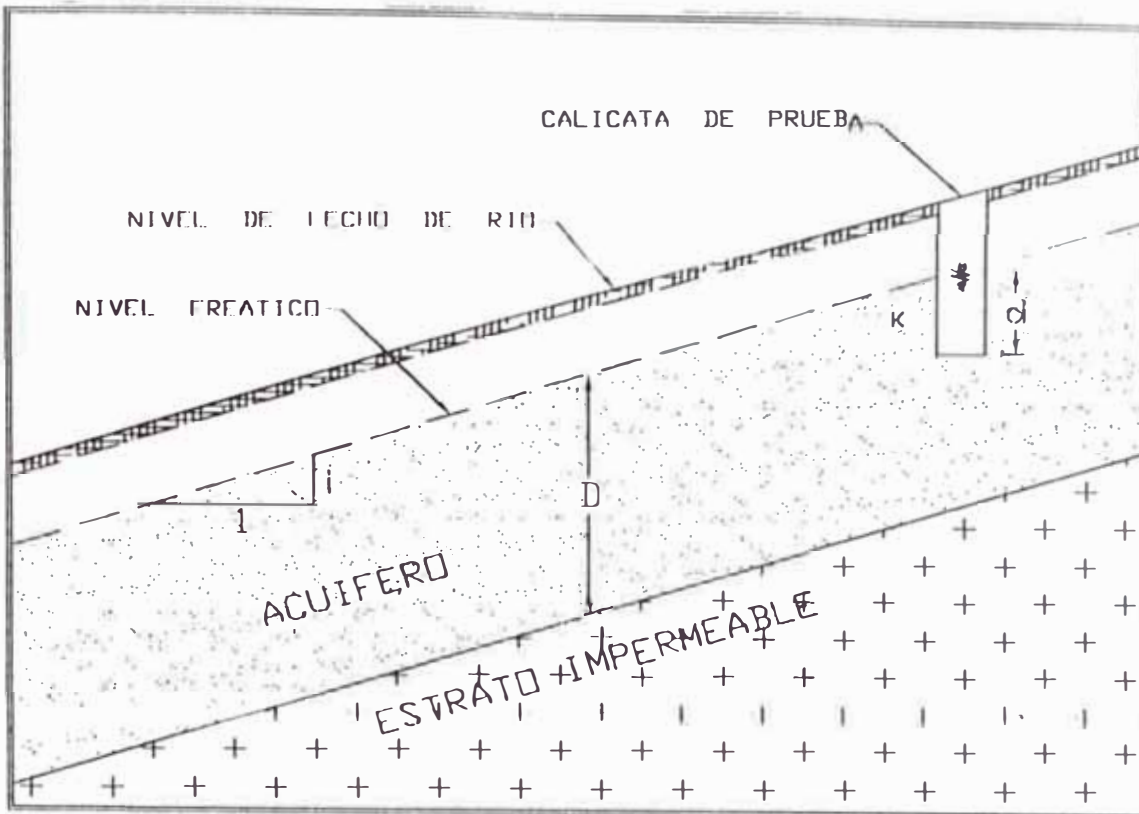 CALICATA DE PRUEBA
NIVEL DE LECHO DE RIO
NIVEL FREATICO
K
i
1
D
ACUIFERO
ESTRATO IMPERMEABLE